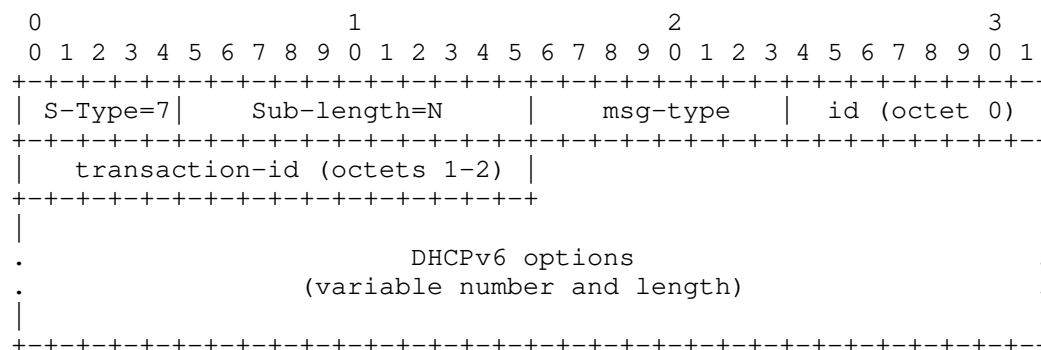 0                   1                   2                   3
 0 1 2 3 4 5 6 7 8 9 0 1 2 3 4 5 6 7 8 9 0 1 2 3 4 5 6 7 8 9 0 1
+-+-+-+-+-+-+-+-+-+-+-+-+-+-+-+-+-+-+-+-+-+-+-+-+-+-+-+-+-+-+-+--
| S-Type=7|    Sub-length=N     |    msg-type   |  id (octet 0)
+-+-+-+-+-+-+-+-+-+-+-+-+-+-+-+-+-+-+-+-+-+-+-+-+-+-+-+-+-+-+-+--
|   transaction-id (octets 1-2) |
+-+-+-+-+-+-+-+-+-+-+-+-+-+-+-+-+
|
.                        DHCPv6 options                         .
.                 (variable number and length)                  .
|
+-+-+-+-+-+-+-+-+-+-+-+-+-+-+-+-+-+-+-+-+-+-+-+-+-+-+-+-+-+-+-+--